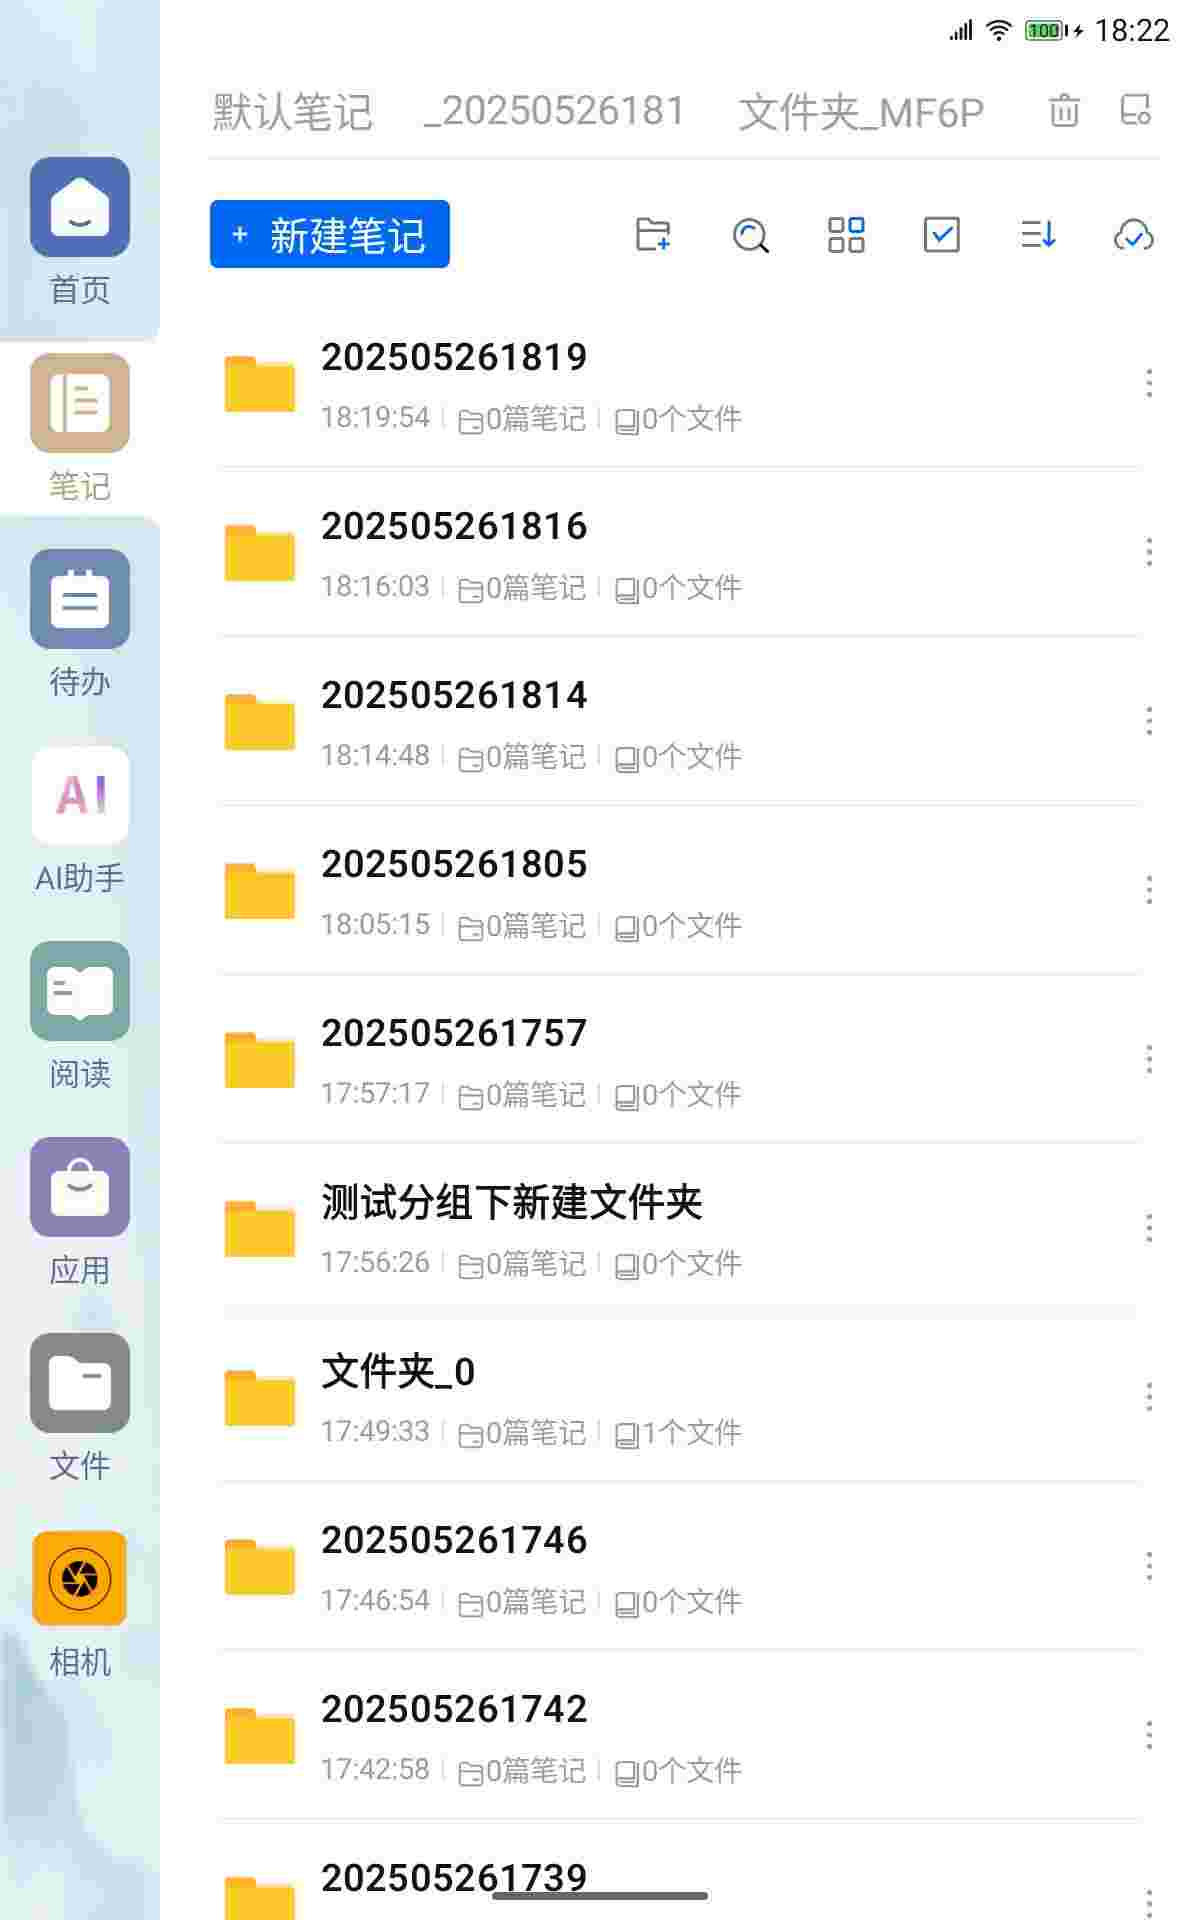 100 18:22
默认笔记 _20250526181 文件夹_MF6P
+ 新建笔记
首页
笔记
待办
AI
AI助手
阅读
应用
文件
相机
202505261819
18:19:54 0篇笔记 0个文件
202505261816
18:16:03 0篇笔记 0个文件
202505261814
18:14:48 0篇笔记 0个文件
202505261805
18:05:15 0篇笔记 0个文件
202505261757
17:57:17 0篇笔记 0个文件
测试分组下新建文件夹
17:56:26 0篇笔记 0个文件
文件夹_0
17:49:33 0篇笔记 1个文件
202505261746
17:46:54 0篇笔记 0个文件
202505261742
17:42:58 0篇笔记 0个文件
202505261739